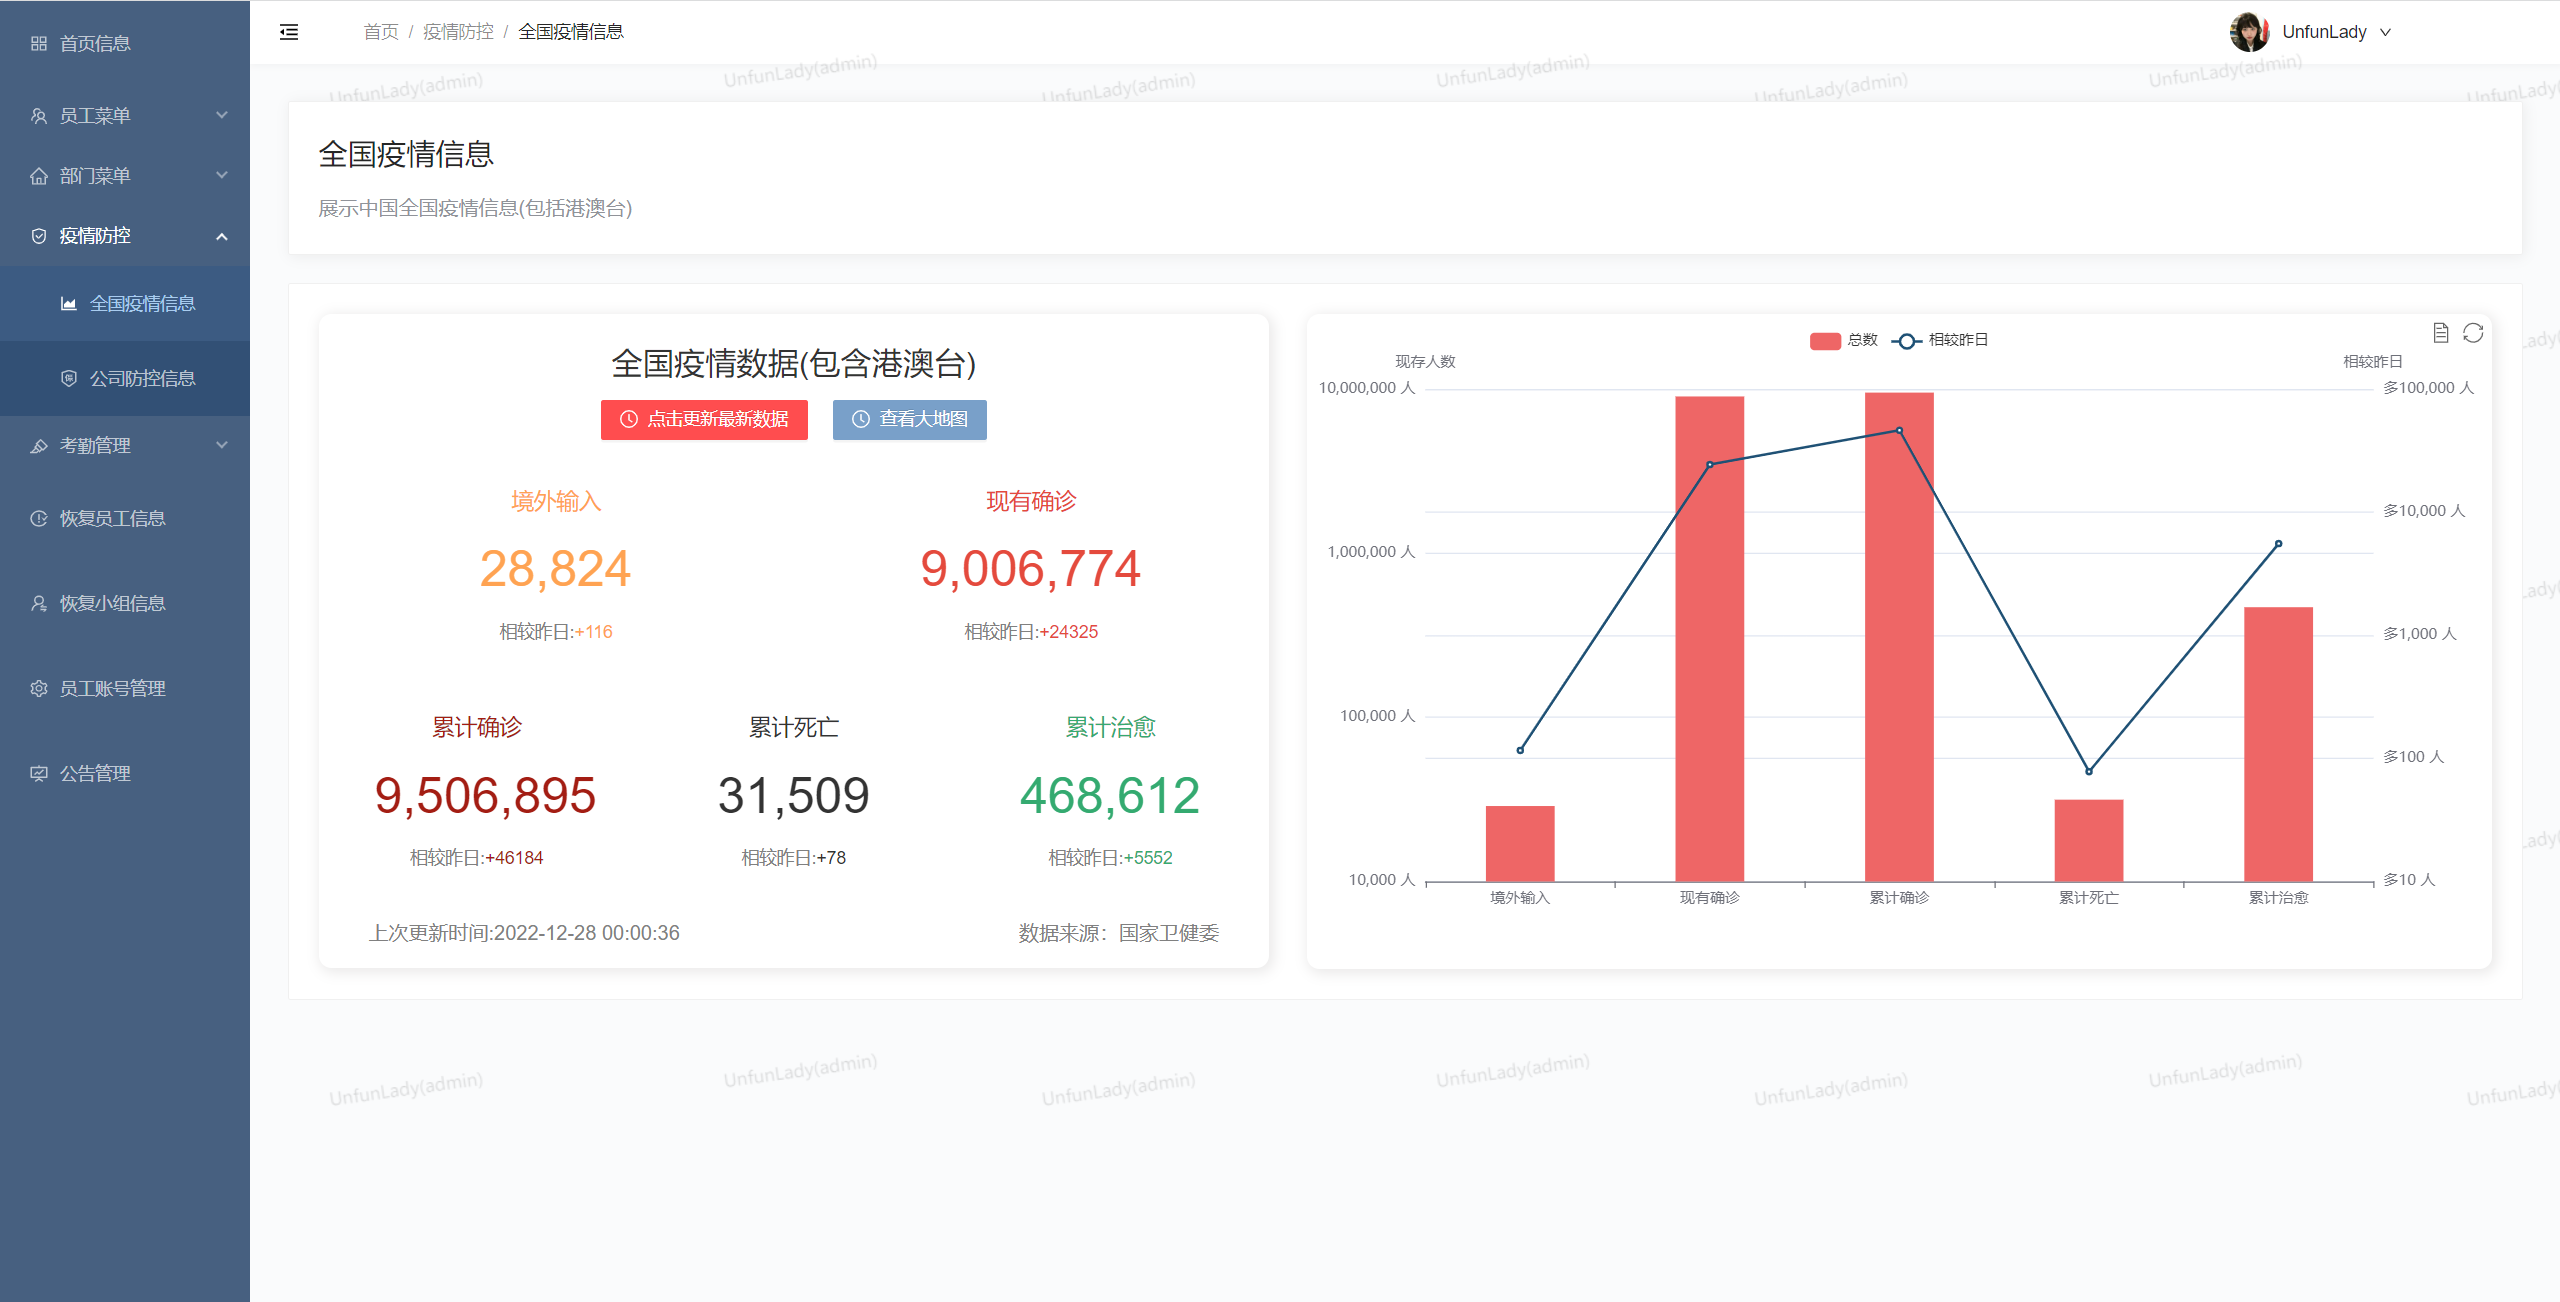 首页信息
员工菜单
部门菜单
疫情防控
全国疫情信息
公司防控信息
考勤管理
恢复员工信息
恢复小组信息
员工账号管理
公告管理
首页 / 疫情防控 / 全国疫情信息
UnfunLady
全国疫情信息
展示中国全国疫情信息(包括港澳台)
全国疫情数据(包含港澳台)
点击更新最新数据 查看大地图
境外输入 现有确诊
28,824 9,006,774
相较昨日:+116 相较昨日:+24325
累计确诊 累计死亡 累计治愈
9,506,895 31,509 468,612
相较昨日:+46184 相较昨日:+78 相较昨日:+5552
上次更新时间:2022-12-28 00:00:36 数据来源：国家卫健委
总数 相较昨日
现存人数 相较昨日
10,000,000 人
1,000,000 人
100,000 人
10,000 人
多100,000 人
多10,000 人
多1,000 人
多100 人
多10 人
境外输入 现有确诊 累计确诊 累计死亡 累计治愈
UnfunLady(admin) UnfunLady(admin) UnfunLady(admin) UnfunLady(admin) UnfunLady(admin) UnfunLady(admin) UnfunLady(
Lady(
Lady(
Lady(
UnfunLady(admin) UnfunLady(admin) UnfunLady(admin) UnfunLady(admin) UnfunLady(admin) UnfunLady(admin) UnfunLady(